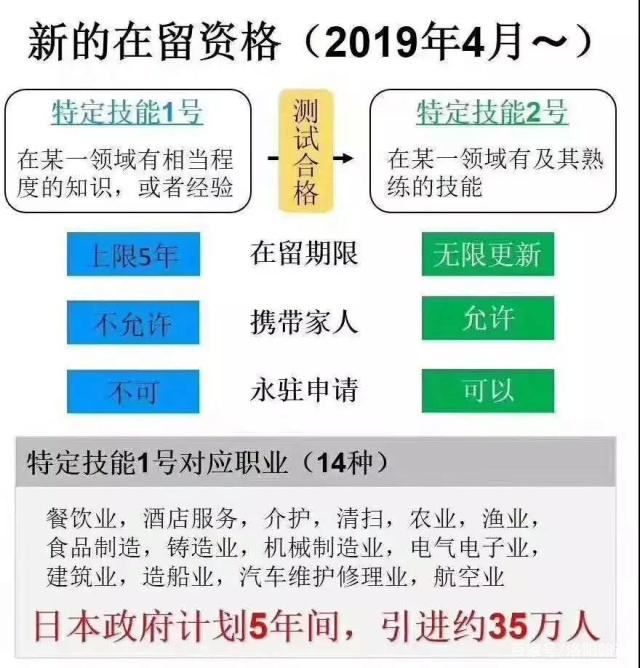 新的在留资格（2019年4月～）
特定技能1号
在某一领域有相当程
度的知识，或者经验
测试合格
特定技能2号
在某一领域有及其熟
练的技能
上限5年 在留期限 无限更新
不允许 携带家人 允许
不可 永驻申请 可以
特定技能1号对应职业（14种）
餐饮业，酒店服务，介护，清扫，农业，渔业，
食品制造，铸造业，机械制造业，电气电子业，
建筑业，造船业，汽车维护修理业，航空业
日本政府计划5年间，引进约35万人